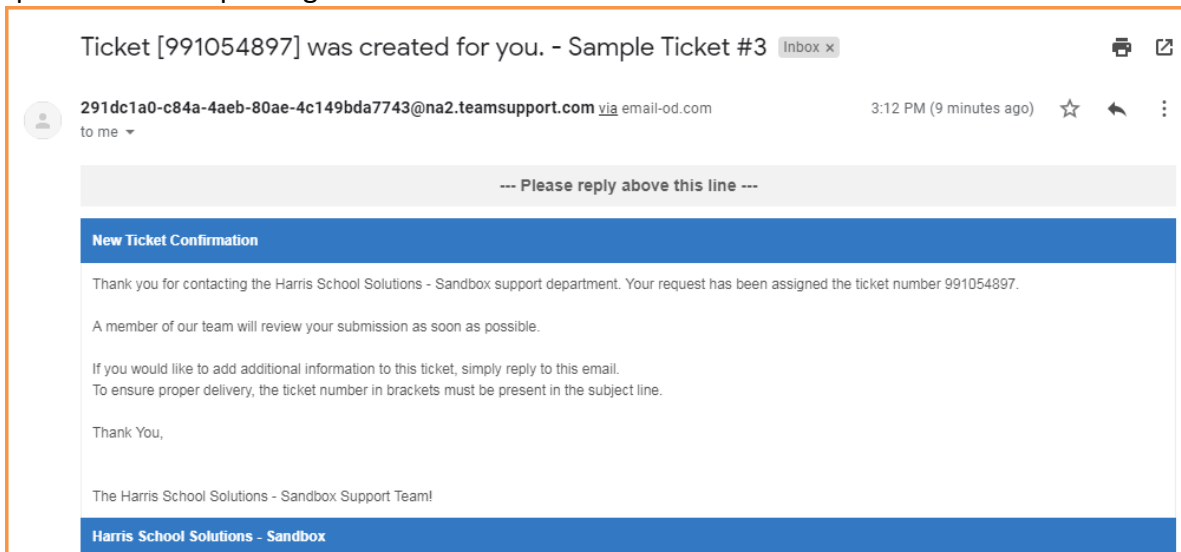 Ticket [991054897] was created for you. - Sample Ticket #3 Inbox x
291dc1a0-c84a-4aeb-80ae-4c149bda7743@na2.teamsupport.com via email-od.com 3:12 PM (9 minutes ago)
to me
--- Please reply above this line ---
New Ticket Confirmation
Thank you for contacting the Harris School Solutions - Sandbox support department. Your request has been assigned the ticket number 991054897.
A member of our team will review your submission as soon as possible.
If you would like to add additional information to this ticket, simply reply to this email.
To ensure proper delivery, the ticket number in brackets must be present in the subject line.
Thank You,
The Harris School Solutions - Sandbox Support Team!
Harris School Solutions - Sandbox